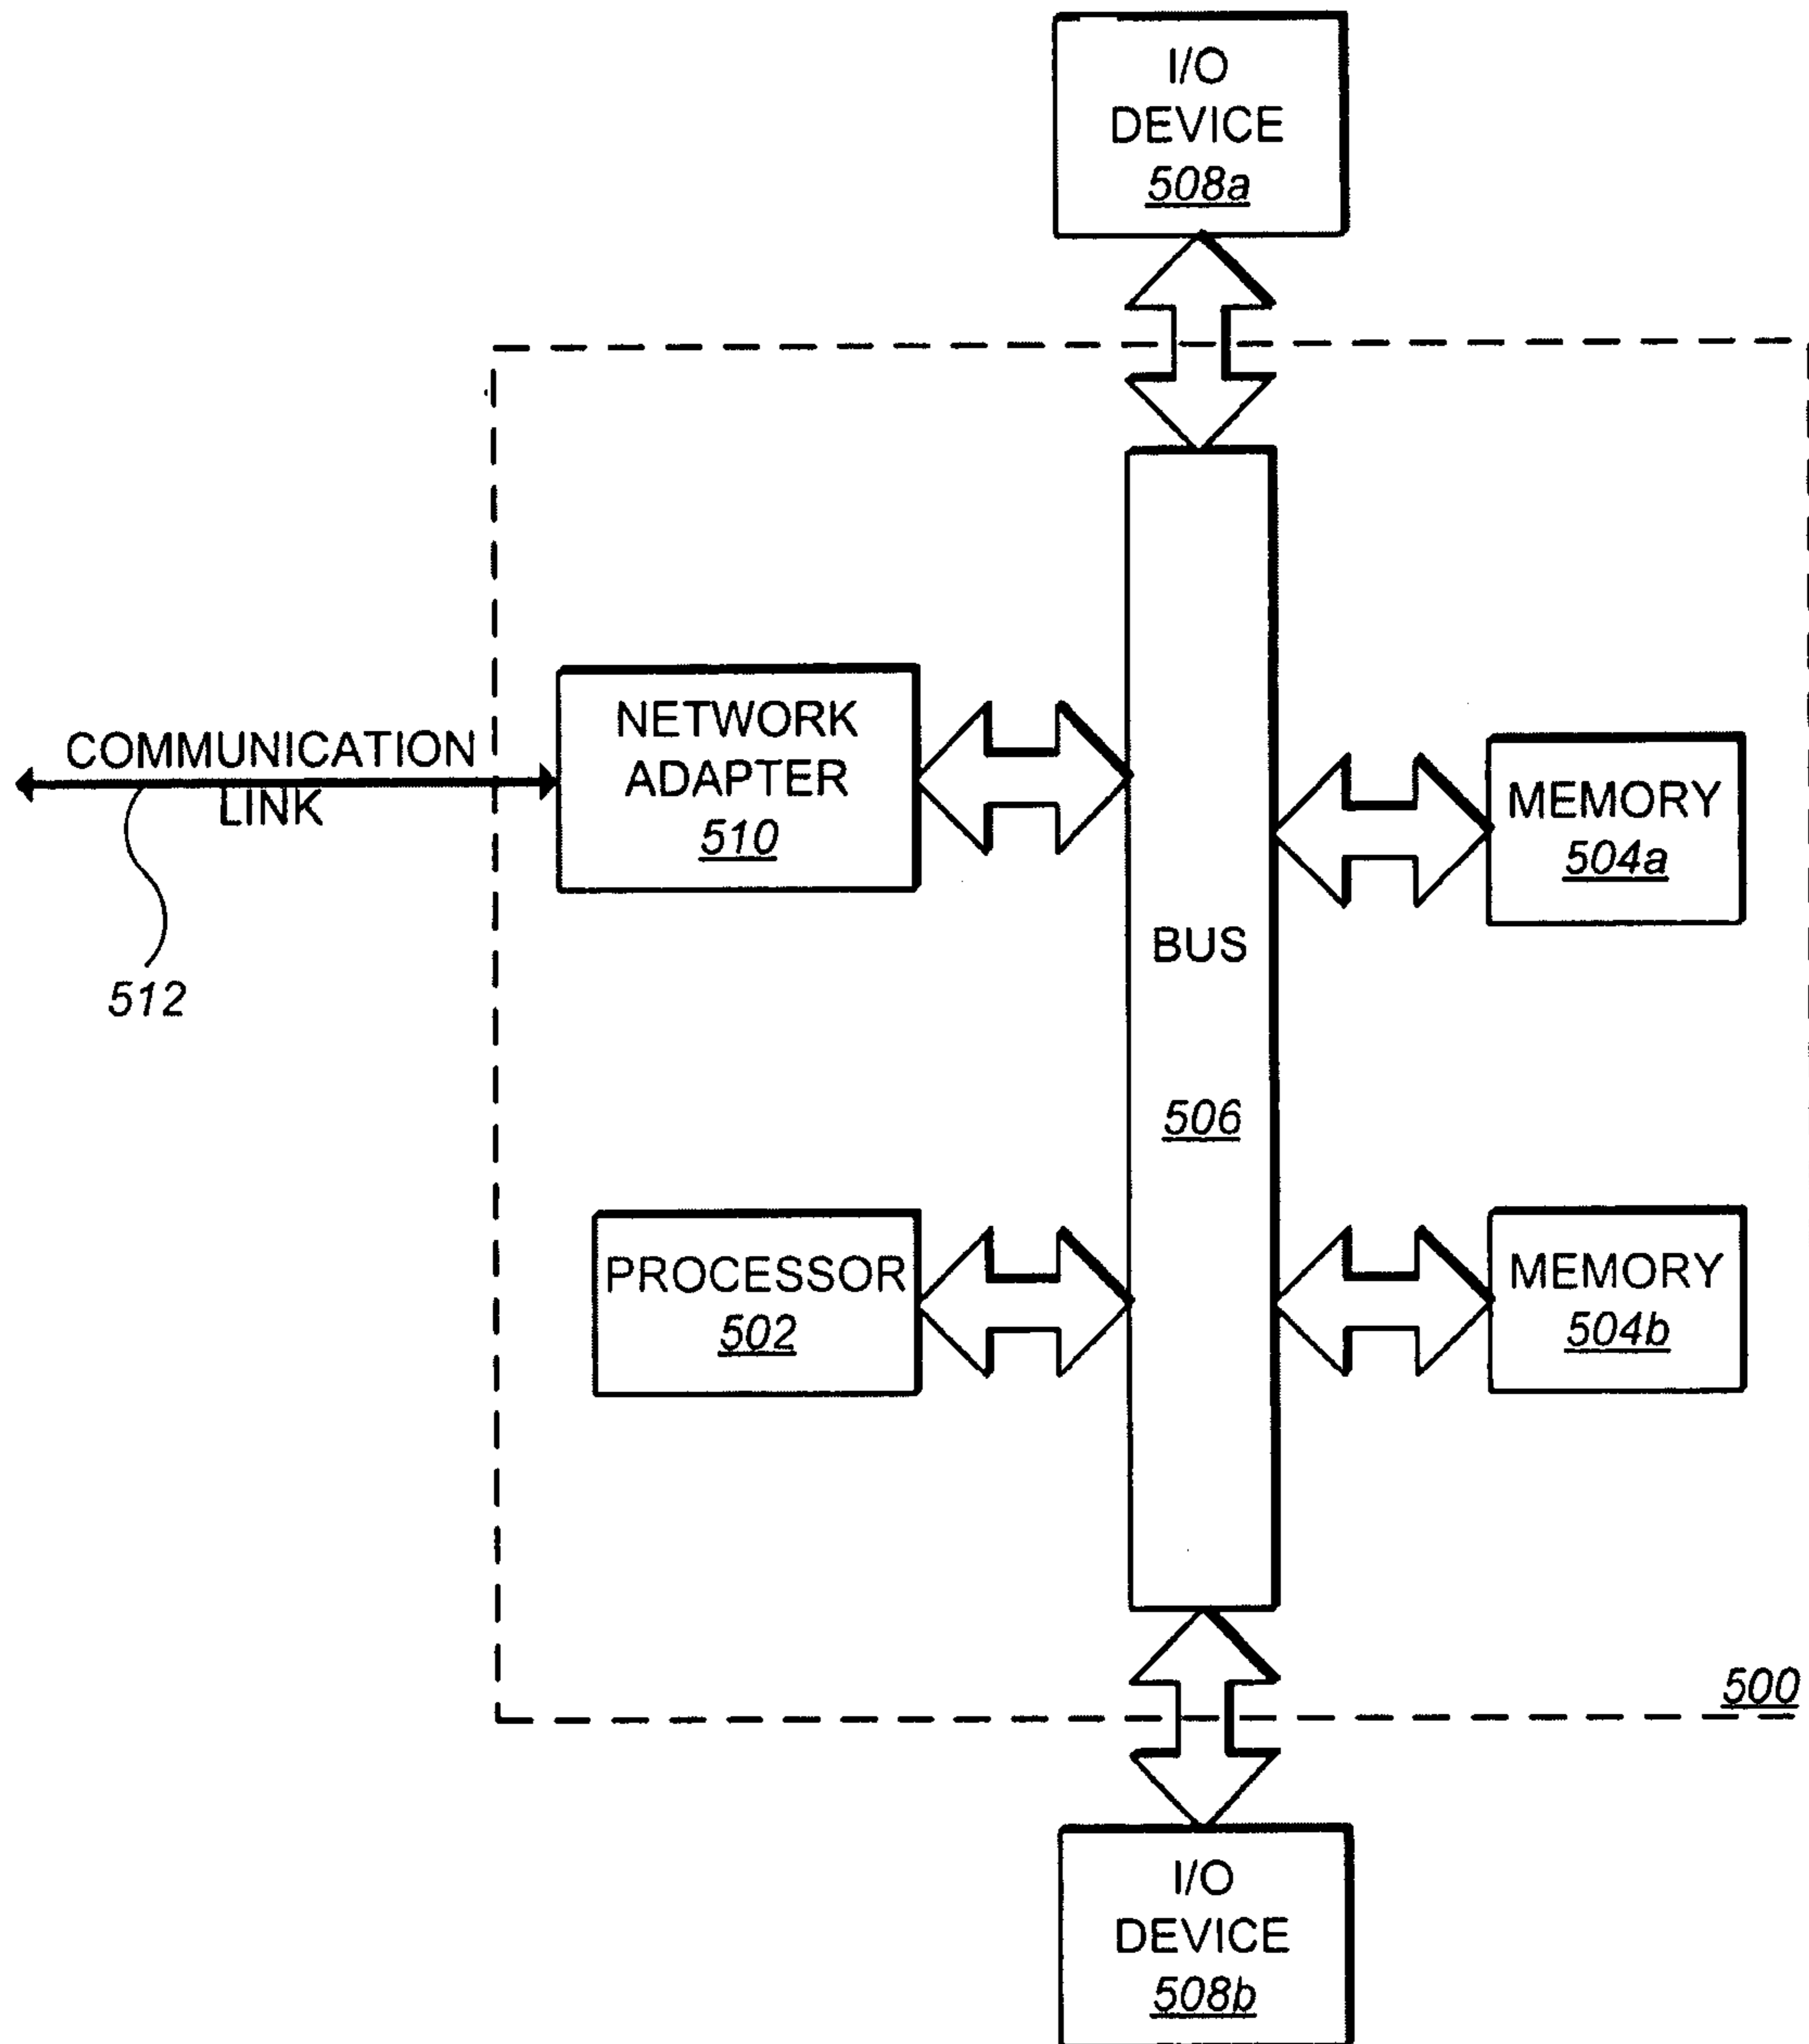 I/O
DEVICE
508a
NETWORK
ADAPTER
510
COMMUNICATION
LINK
512
MEMORY
504a
BUS
506
PROCESSOR
502
MEMORY
504b
500
I/O
DEVICE
508b